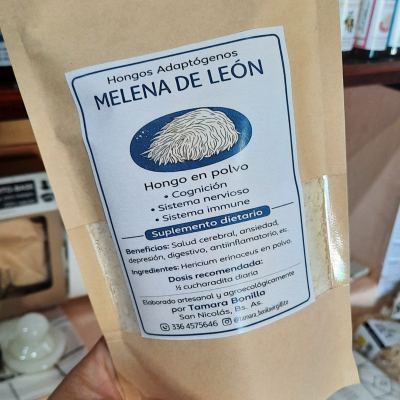 Hongos Adaptógenos
MELENA DE LEÓN
Hongo en polvo
• Cognición
• Sistema nervioso
• Sistema immune
Suplemento dietario
Beneficios: Salud cerebral, ansiedad,
depresión, digestivo, antiinflamatorio, etc.
Ingredientes: Hericium erinaceus en polvo.
Dosis recomendada:
½ cucharadita diaria
Elaborado artesanal y agroecológicamente
por Tamara Bonilla
San Nicolás, Bs. As.
336 4575646